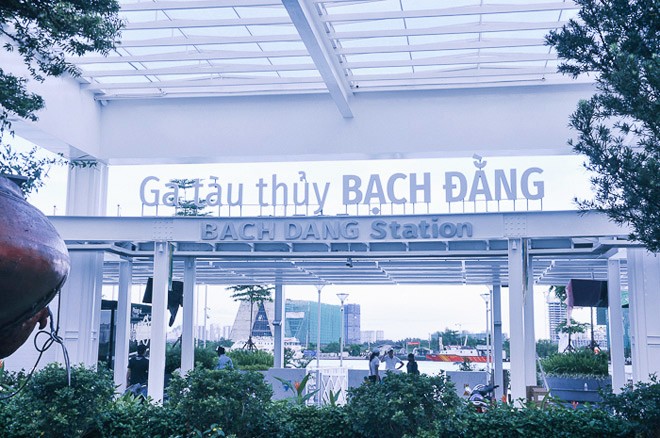 Ga tàu thủy BẠCH ĐẰNG
BACH DANG Station